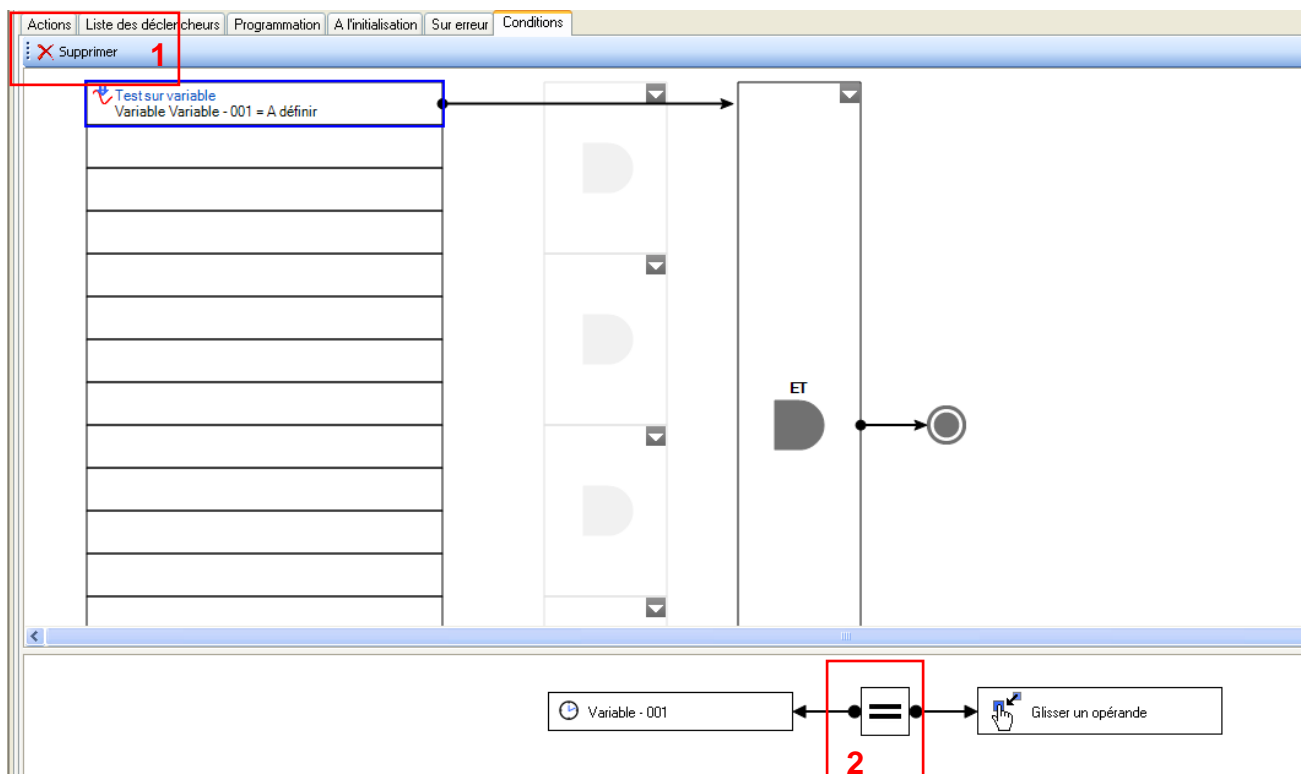 Actions Liste des déclencheurs Programmation A l'initialisation Sur erreur Conditions
Supprimer 1
Test sur variable
Variable Variable - 001 = A définir
ET
Variable - 001 = Glisser un opérande
2